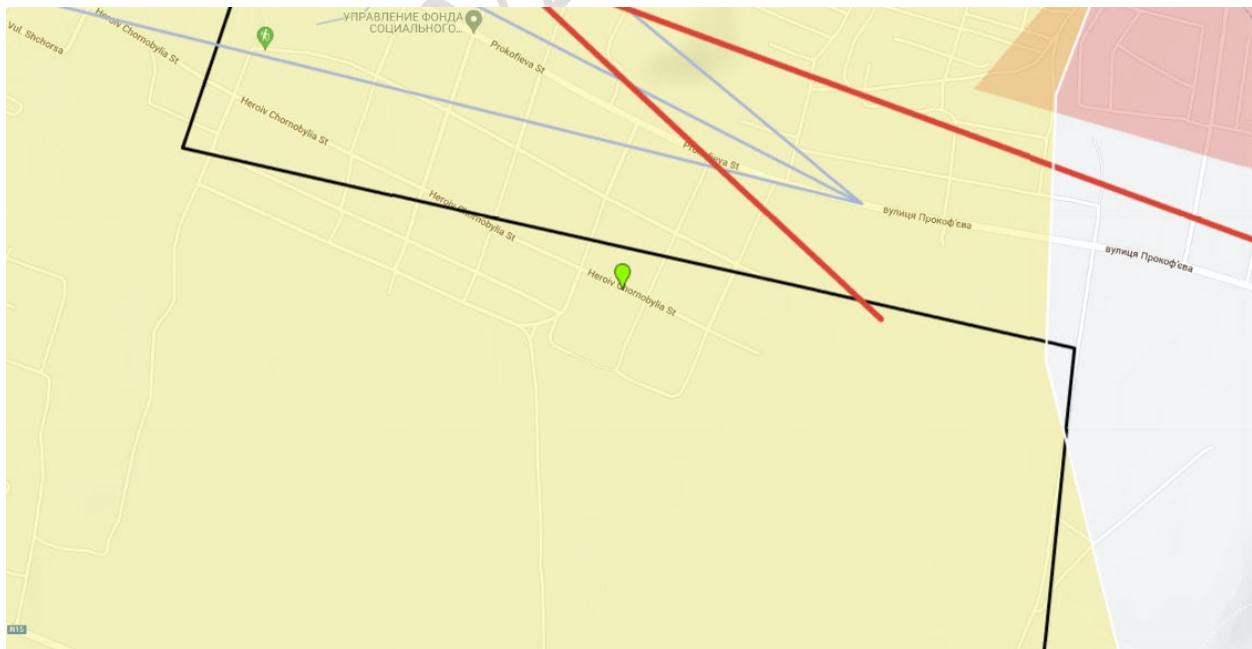 УПРАВЛЕНИЕ ФОНДА
СОЦИАЛЬНОГО...
Heroiv Chornobylia St
Vul. Shchorsa
Prokofieva St
Heroiv Chornobylia St
Prokofieva St
Heroiv Chornobylia St
вулиця Прокоф'єва
вулиця Прокоф'єва
Heroiv Chornobylia St
N15